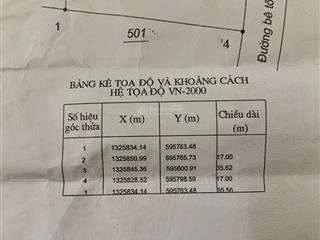 1
501
4
Đường bê tô
BẢNG KÊ TOẠ ĐỘ VÀ KHOẢNG CÁCH
HỆ TỌA ĐỘ VN-2000
Số hiệu góc thửa X (m) Y (m) Chiều dài (m)
1 1325834.14 595763.48
17.00
2 1325850.99 595765.73
35.62
3 1325845.36 595800.91
17.00
4 1325828.52 595798.59
35.56
1 1325834.14 595763.48